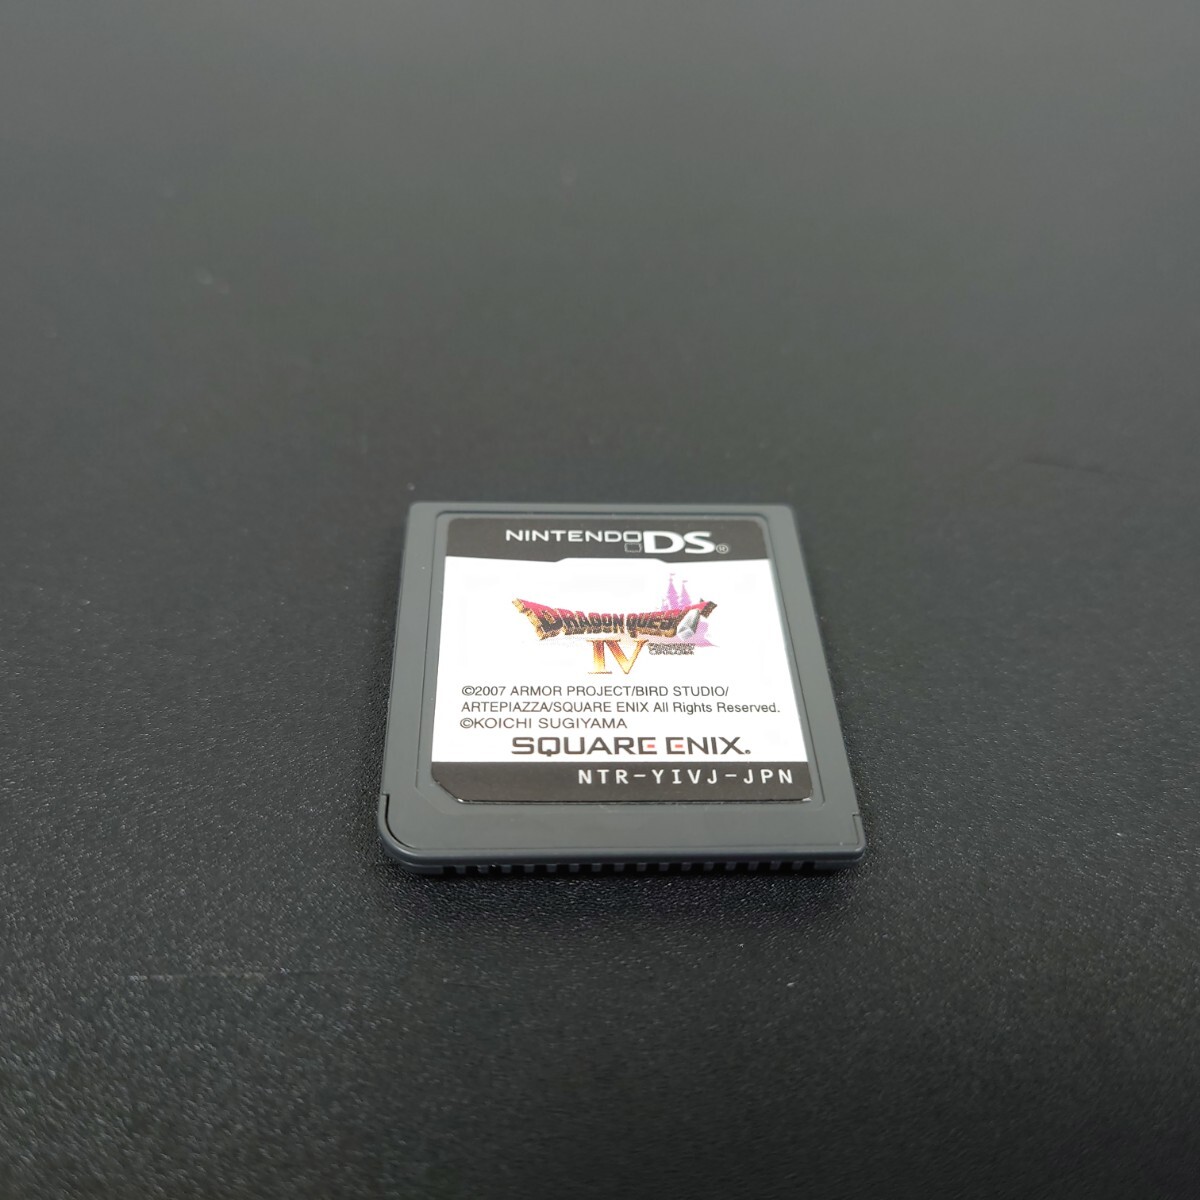 NINTENDO DS®
DRAGON QUEST
IV
©2007 ARMOR PROJECT/BIRD STUDIO/
ARTEPIAZZA/SQUARE ENIX All Rights Reserved.
©KOICHI SUGIYAMA
SQUARE ENIX.
NTR-YIVJ-JPN